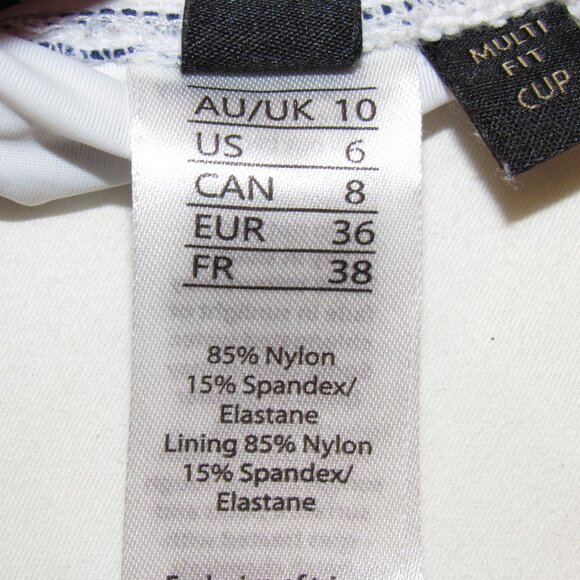 MULTI
FIT
CUP
AU/UK 10
US 6
CAN 8
EUR 36
FR 38
85% Nylon
15% Spandex/
Elastane
Lining 85% Nylon
15% Spandex/
Elastane